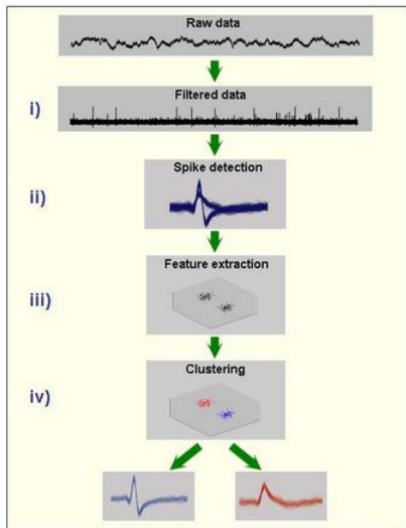 Raw data
Filtered data
i)
Spike detection
ii)
Feature extraction
iii)
Clustering
iv)